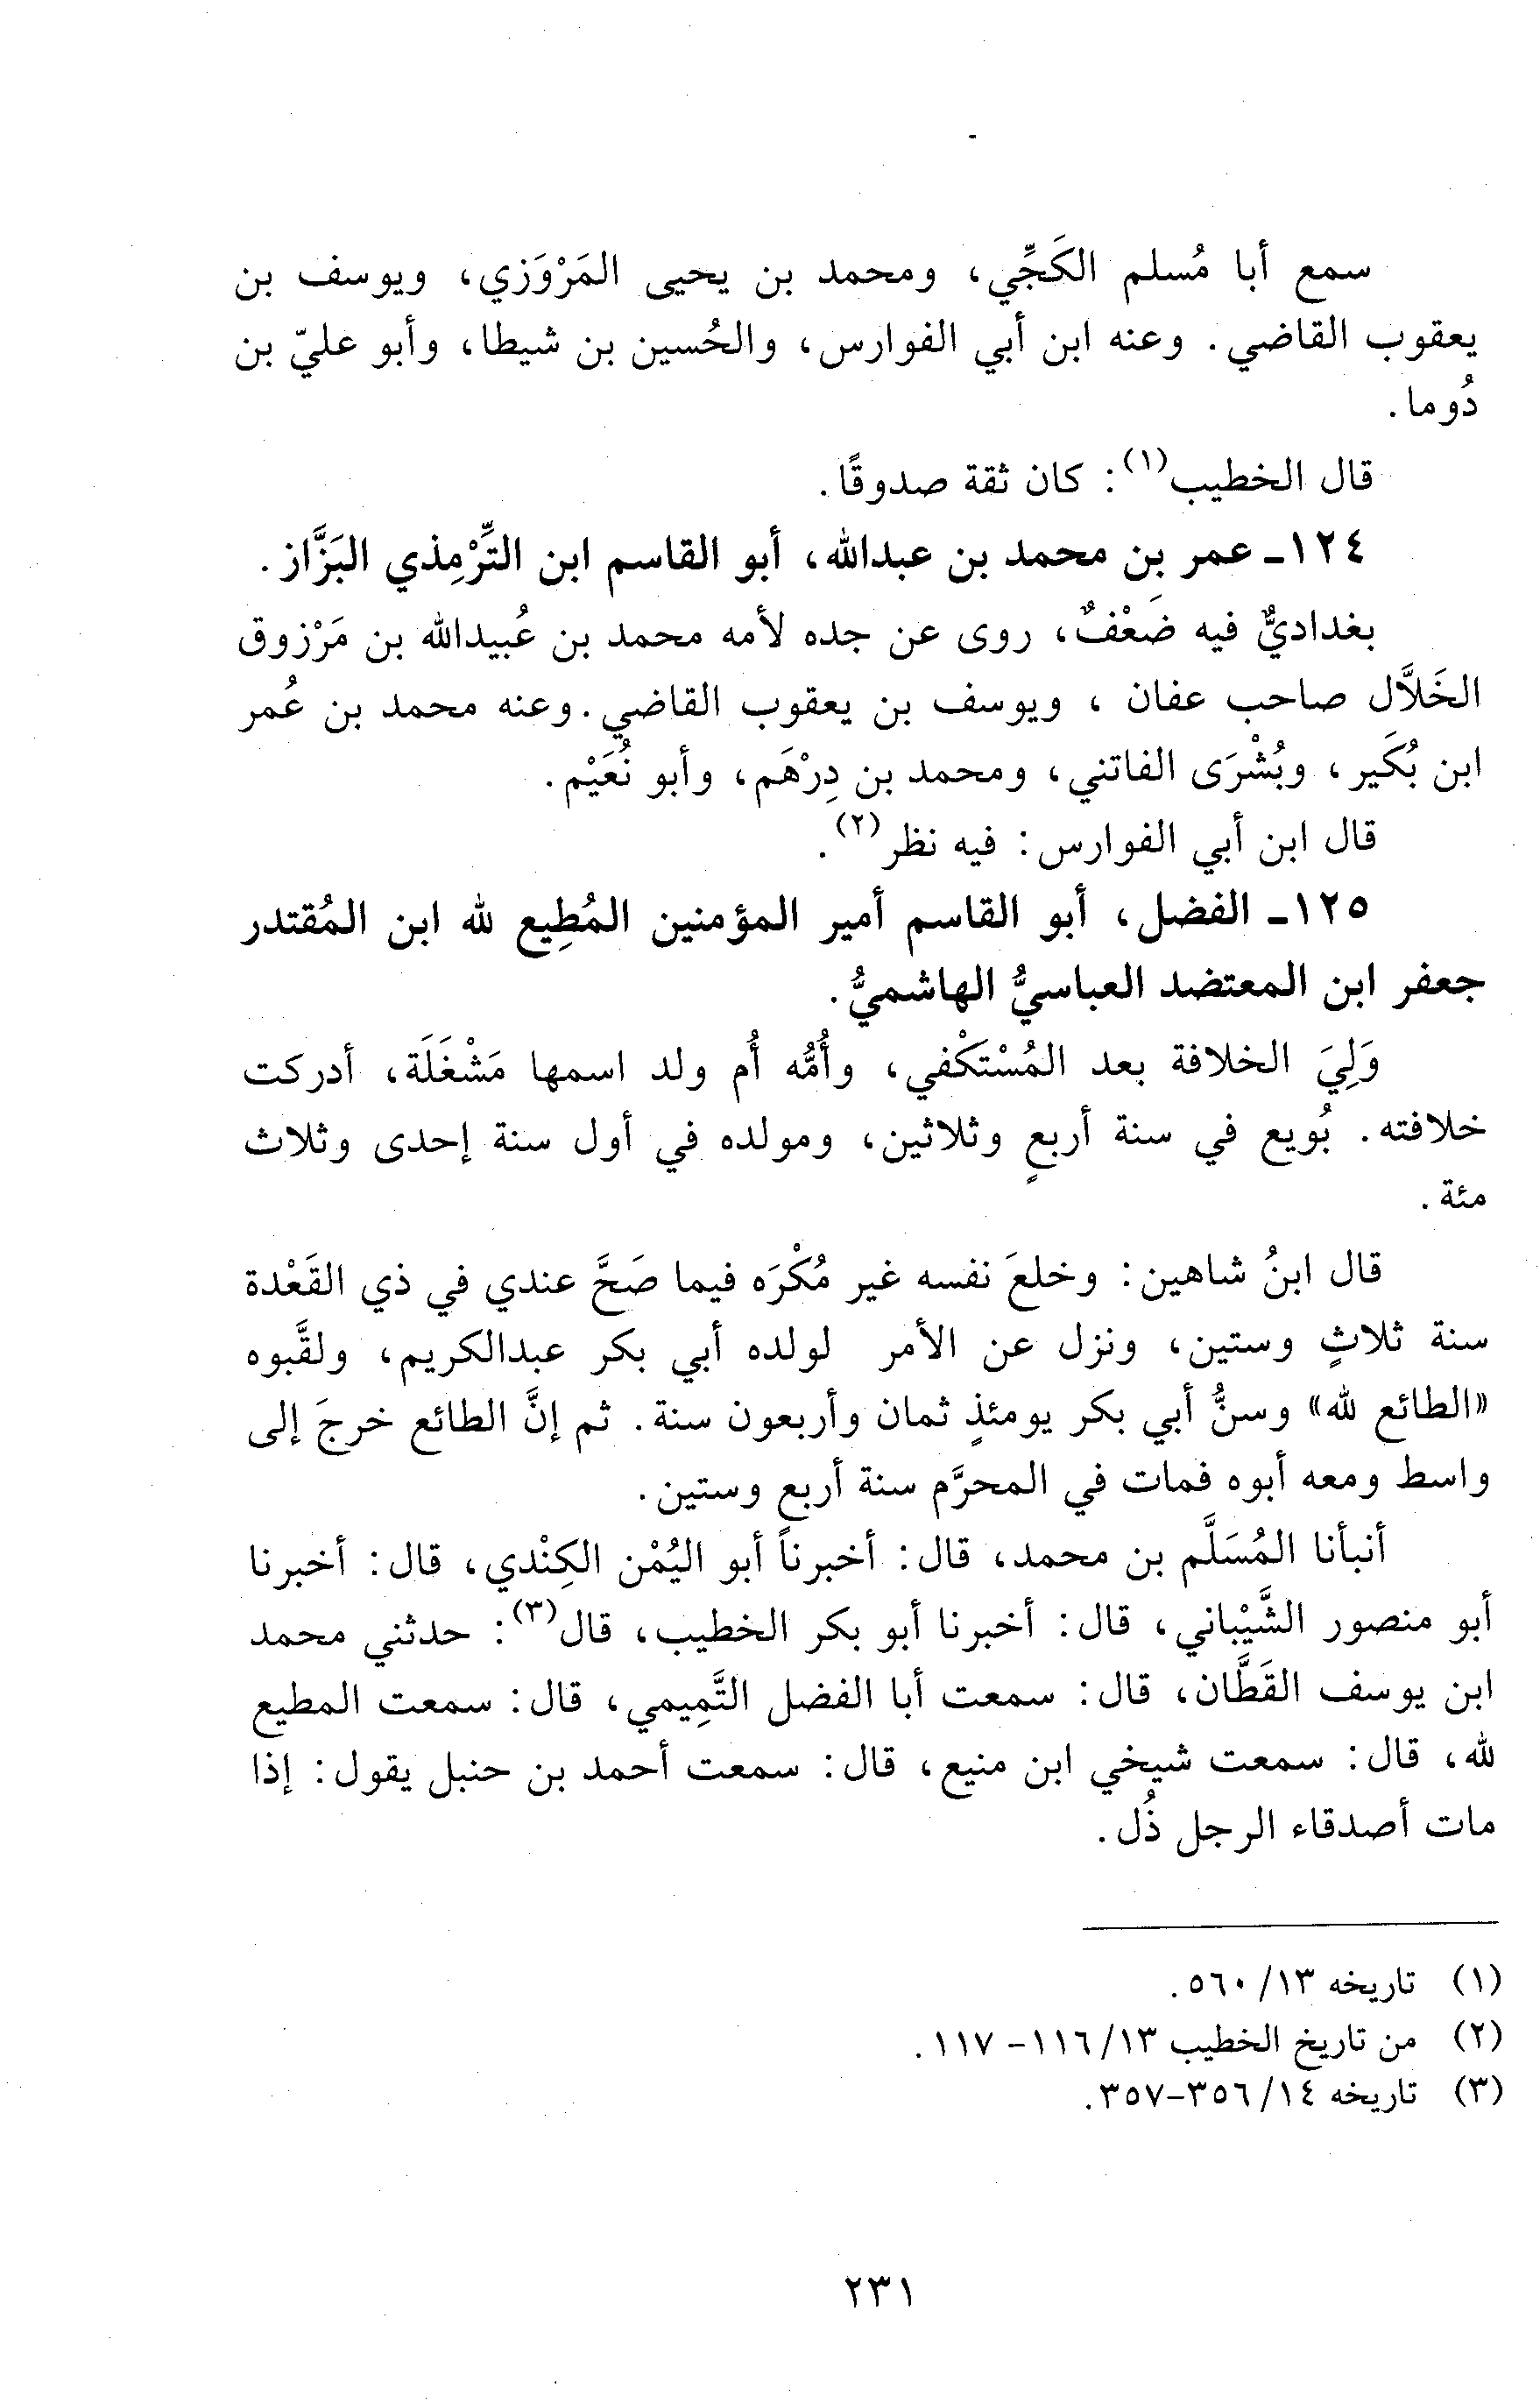 سمع أبا مُسلم الكَجِّي، ومحمد بن يحيى المَرْوَزي، ويوسف بن
يعقوب القاضي. وعنه ابن أبي الفوارس، والحُسين بن شيطا، وأبو عليّ بن
دُوما.
قال الخطيب(١): كان ثقة صدوقًا.
١٢٤ـ عمر بن محمد بن عبدالله، أبو القاسم ابن التِّرْمِذي البَزَّاز.
بغداديٌّ فيه ضَعْفٌ، روى عن جده لأمه محمد بن عُبيدالله بن مَرْزوق
الخَلاَّل صاحب عفان ، ويوسف بن يعقوب القاضي. وعنه محمد بن عُمر
ابن بُكَير، وبُشْرَى الفاتني، ومحمد بن دِرْهَم، وأبو نُعَيْم.
قال ابن أبي الفوارس: فيه نظر(٢).
١٢٥ـ الفضل، أبو القاسم أمير المؤمنين المُطِيع لله ابن المُقتدر
جعفر ابن المعتضد العباسيُّ الهاشميُّ.
وَلِيَ الخلافة بعد المُسْتَكْفي، وأُمُّه أُم ولد اسمها مَشْغَلَة، أدركت
خلافته. بُويع في سنة أربعٍ وثلاثين، ومولده في أول سنة إحدى وثلاث
مئة.
قال ابنُ شاهين: وخلعَ نفسه غير مُكْرَه فيما صَحَّ عندي في ذي القَعْدة
سنة ثلاثٍ وستين، ونزل عن الأمر لولده أبي بكر عبدالكريم، ولقَّبوه
«الطائع لله» وسنُّ أبي بكر يومئذٍ ثمان وأربعون سنة. ثم إنَّ الطائع خرجَ إلى
واسط ومعه أبوه فمات في المحرَّم سنة أربع وستين.
أنبأنا المُسَلَّم بن محمد، قال: أخبرناً أبو اليُمْن الكِنْدي، قال: أخبرنا
أبو منصور الشَّيْباني، قال: أخبرنا أبو بكر الخطيب، قال(٣): حدثني محمد
ابن يوسف القَطَّان، قال: سمعت أبا الفضل التَّمِيمي، قال: سمعت المطيع
لله، قال: سمعت شيخي ابن منيع، قال: سمعت أحمد بن حنبل يقول: إذا
مات أصدقاء الرجل ذُل.
(١) تاريخه ١٣/ ٥٦٠.
(٢) من تاريخ الخطيب ١٣/ ١١٦- ١١٧.
(٣) تاريخه ١٤/ ٣٥٦-٣٥٧.
٢٣١